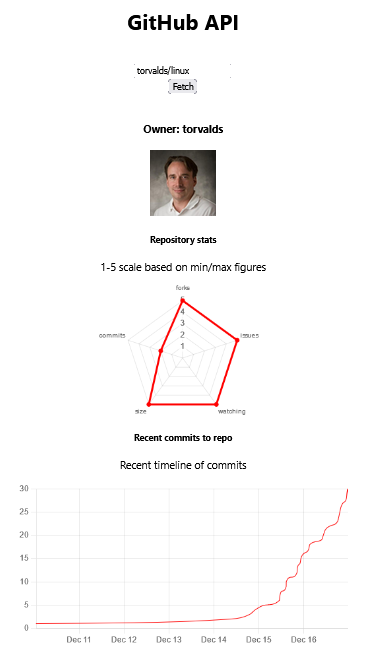 GitHub API
torvalds/linux
Fetch
Owner: torvalds
Repository stats
1-5 scale based on min/max figures
forks
5
4
3
2
1
commits
issues
size
watching
Recent commits to repo
Recent timeline of commits
30
25
20
15
10
5
0
Dec 11 Dec 12 Dec 13 Dec 14 Dec 15 Dec 16